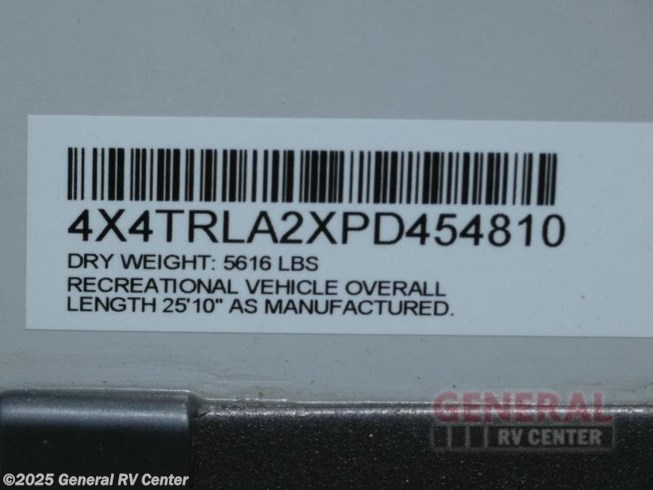 4X4TRLA2XPD454810
DRY WEIGHT: 5616 LBS
RECREATIONAL VEHICLE OVERALL
LENGTH 25'10" AS MANUFACTURED.
GENERAL
RV CENTER
©2025 General RV Center